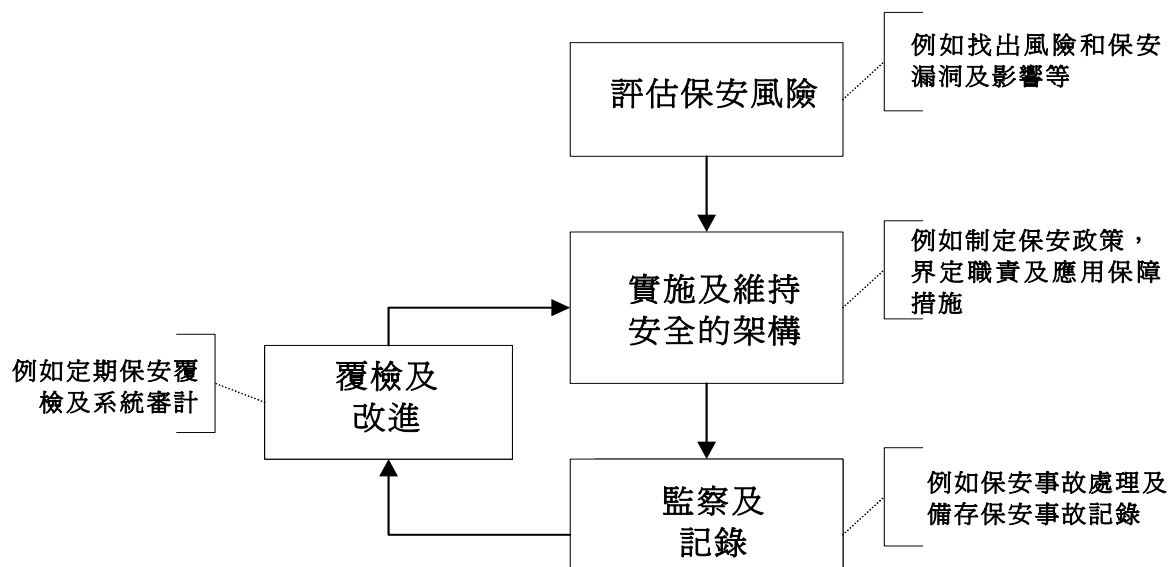 評估保安風險
例如找出風險和保安
漏洞及影響等
實施及維持
安全的架構
例如制定保安政策，
界定職責及應用保障
措施
覆檢及
改進
例如定期保安覆
檢及系統審計
監察及
記錄
例如保安事故處理及
備存保安事故記錄